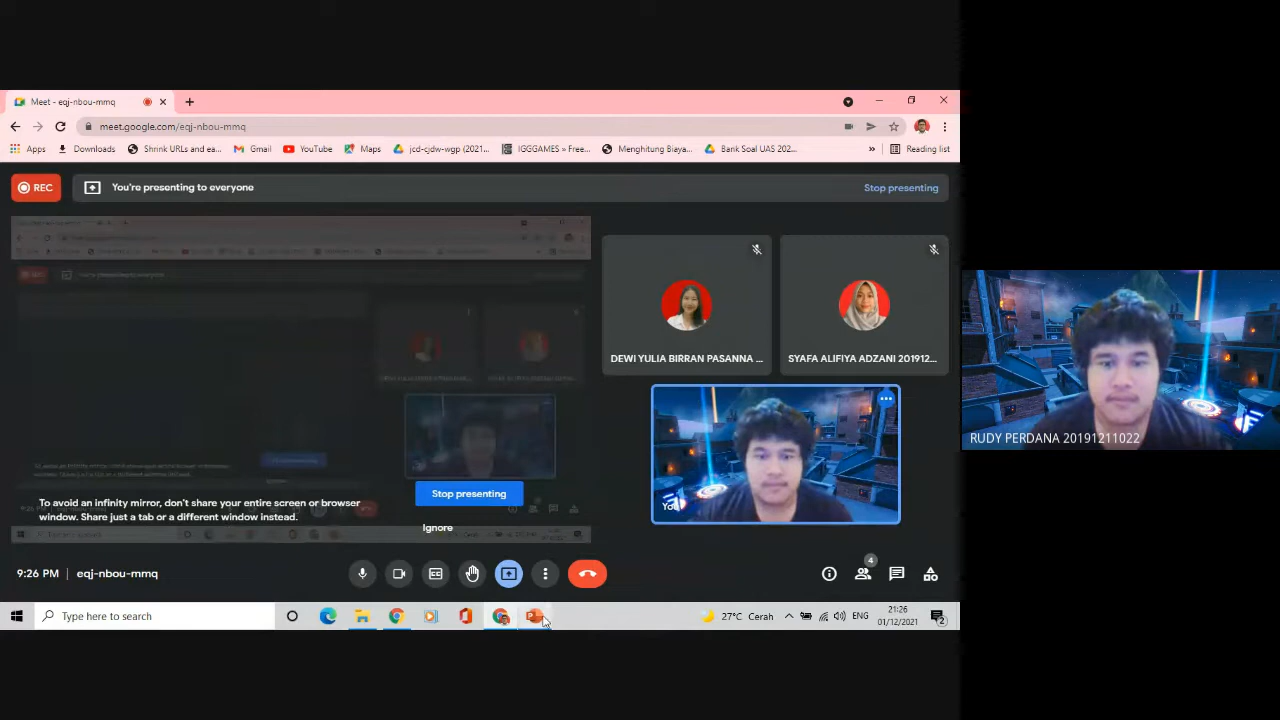 Meet - eqj-nbou-mmq
meet.google.com/eqj-nbou-mmq
Apps
Downloads
Shrink URLs and ea...
Gmail
YouTube
Maps
jcd-cjdw-wgp (2021...
IGGGAMES » Free...
Menghitung Biaya...
Bank Soal UAS 202...
»
Reading list
REC
You're presenting to everyone
Stop presenting
DEWI YULIA BIRRAN PASANNA ...
SYAFA ALIFIYA ADZANI 201912...
To avoid an infinity mirror, don't share your entire screen or browser
window. Share just a tab or a different window instead.
Stop presenting
Ignore
You
RUDY PERDANA 20191211022
9:26 PM | eqj-nbou-mmq
4
Type here to search
27°C Cerah
ENG
21:26
01/12/2021
2